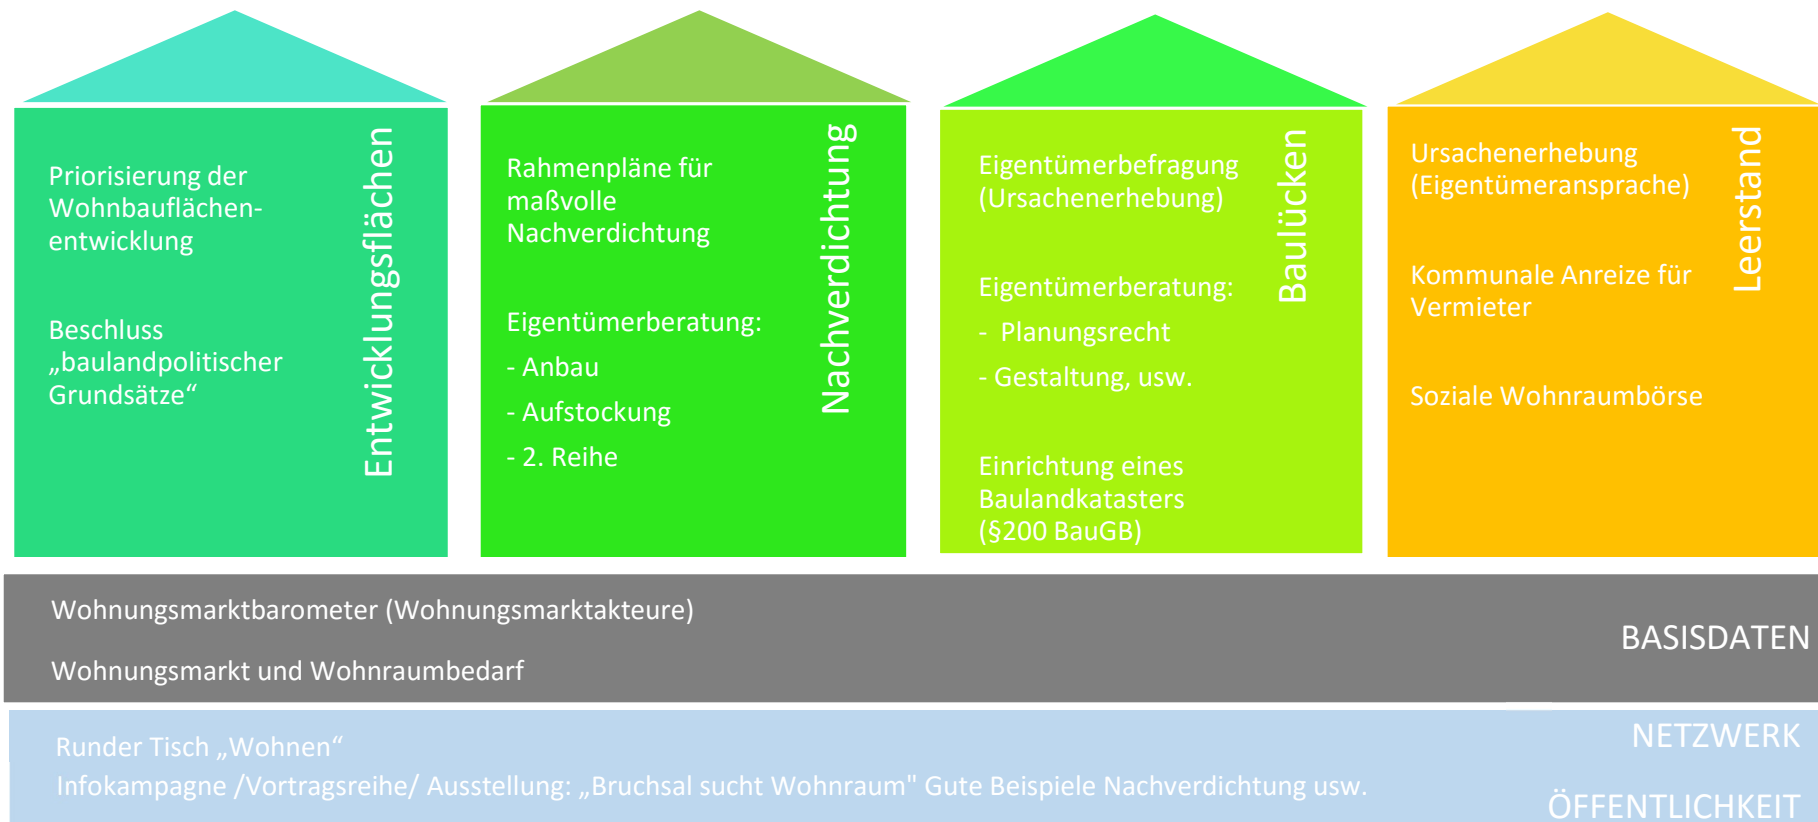 Priorisierung der
Wohnbauflächen-
entwicklung
Beschluss
„baulandpolitischer
Grundsätze“
Entwicklungsflächen
Rahmenpläne für
maßvolle
Nachverdichtung
Eigentümerberatung:
- Anbau
- Aufstockung
- 2. Reihe
Nachverdichtung
Eigentümerbefragung
(Ursachenerhebung)
Eigentümerberatung:
- Planungsrecht
- Gestaltung, usw.
Einrichtung eines
Baulandkatasters
(§200 BauGB)
Baulücken
Ursachenerhebung
(Eigentümeransprache)
Kommunale Anreize für
Vermieter
Soziale Wohnraumbörse
Leerstand
Wohnungsmarktbarometer (Wohnungsmarktakteure)
Wohnungsmarkt und Wohnraumbedarf
BASISDATEN
Runder Tisch „Wohnen“
Infokampagne /Vortragsreihe/ Ausstellung: „Bruchsal sucht Wohnraum" Gute Beispiele Nachverdichtung usw.
NETZWERK
ÖFFENTLICHKEIT